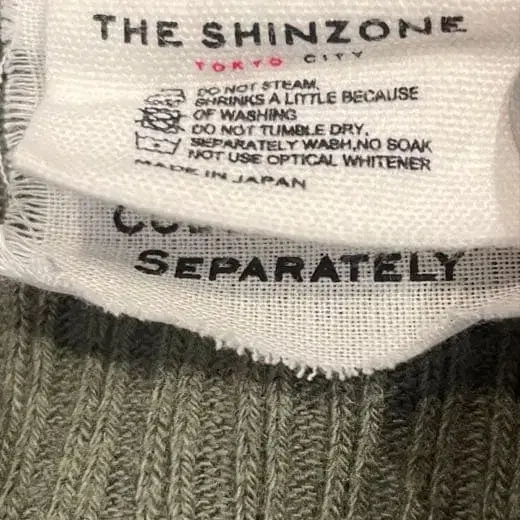 THE SHINZONE
TOKYO CITY
DO NOT STEAM.
SHRINKS A LITTLE BECAUSE
OF WASHING
DO NOT TUMBLE DRY.
SEPARATELY WASH.NO SOAK
NOT USE OPTICAL WHITENER
MADE IN JAPAN
SEPARATELY